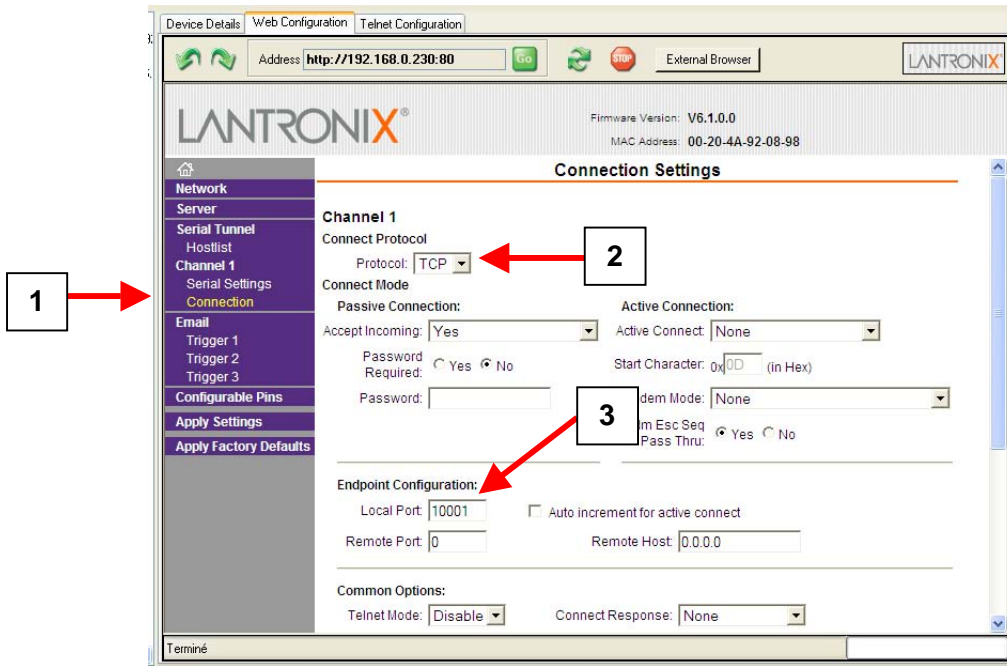 Device Details Web Configuration Telnet Configuration
Address http://192.168.0.230:80 Go STOP External Browser LANTRONIX
LANTRONIX®
Firmware Version: V6.1.0.0
MAC Address: 00-20-4A-92-08-98
Connection Settings
Network
Server
Serial Tunnel
Hostlist
Channel 1
Serial Settings
Connection
Email
Trigger 1
Trigger 2
Trigger 3
Configurable Pins
Apply Settings
Apply Factory Defaults
1
Channel 1
Connect Protocol
Protocol: TCP
2
Connect Mode
Passive Connection: Active Connection:
Accept Incoming: Yes Active Connect: None
Password Required: Yes No Start Character: 0x 0D (in Hex)
Password: dem Mode: None
3
m Esc Seq Pass Thru: Yes No
Endpoint Configuration:
Local Port: 10001 Auto increment for active connect
Remote Port: 0 Remote Host: 0.0.0.0
Common Options:
Telnet Mode: Disable Connect Response: None
Terminé